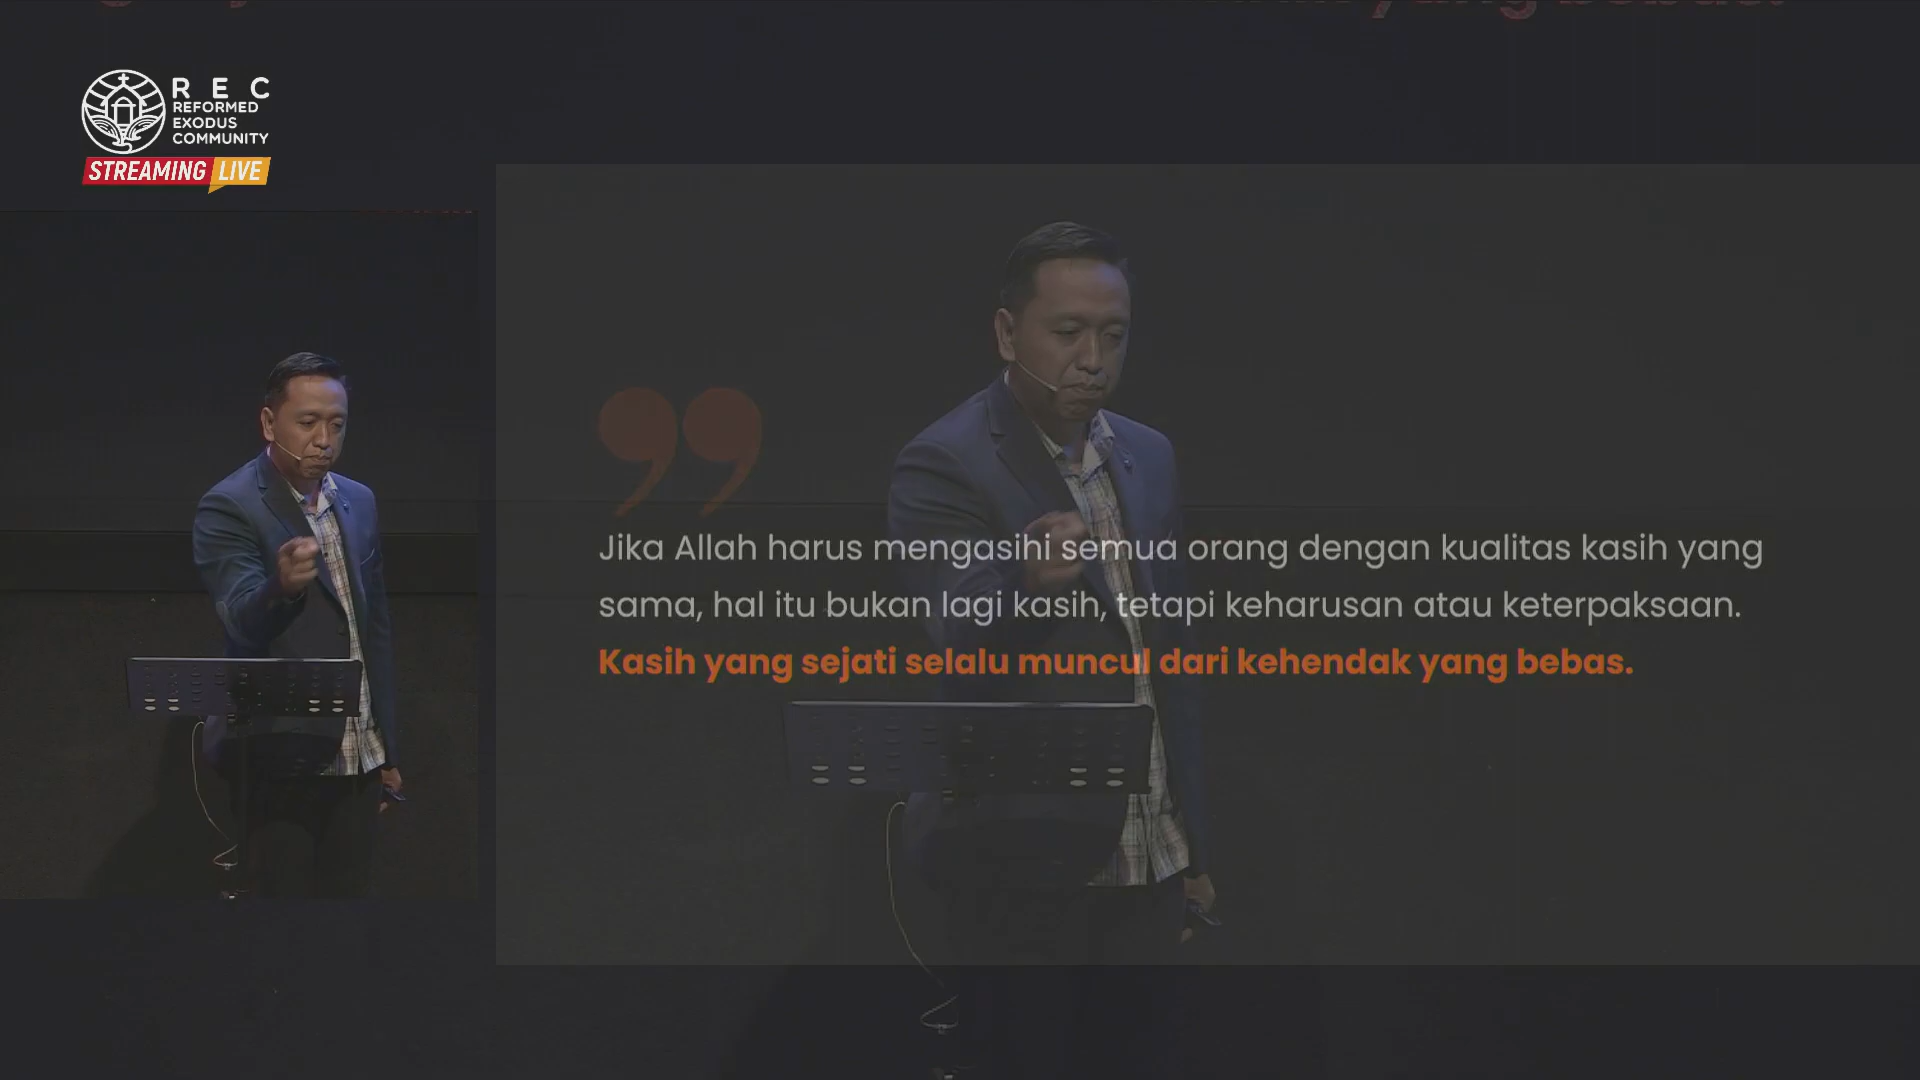 REC
REFORMED
EXODUS
COMMUNITY
STREAMING LIVE
Jika Allah harus mengasihi semua orang dengan kualitas kasih yang
sama, hal itu bukan lagi kasih, tetapi keharusan atau keterpaksaan.
Kasih yang sejati selalu muncul dari kehendak yang bebas.